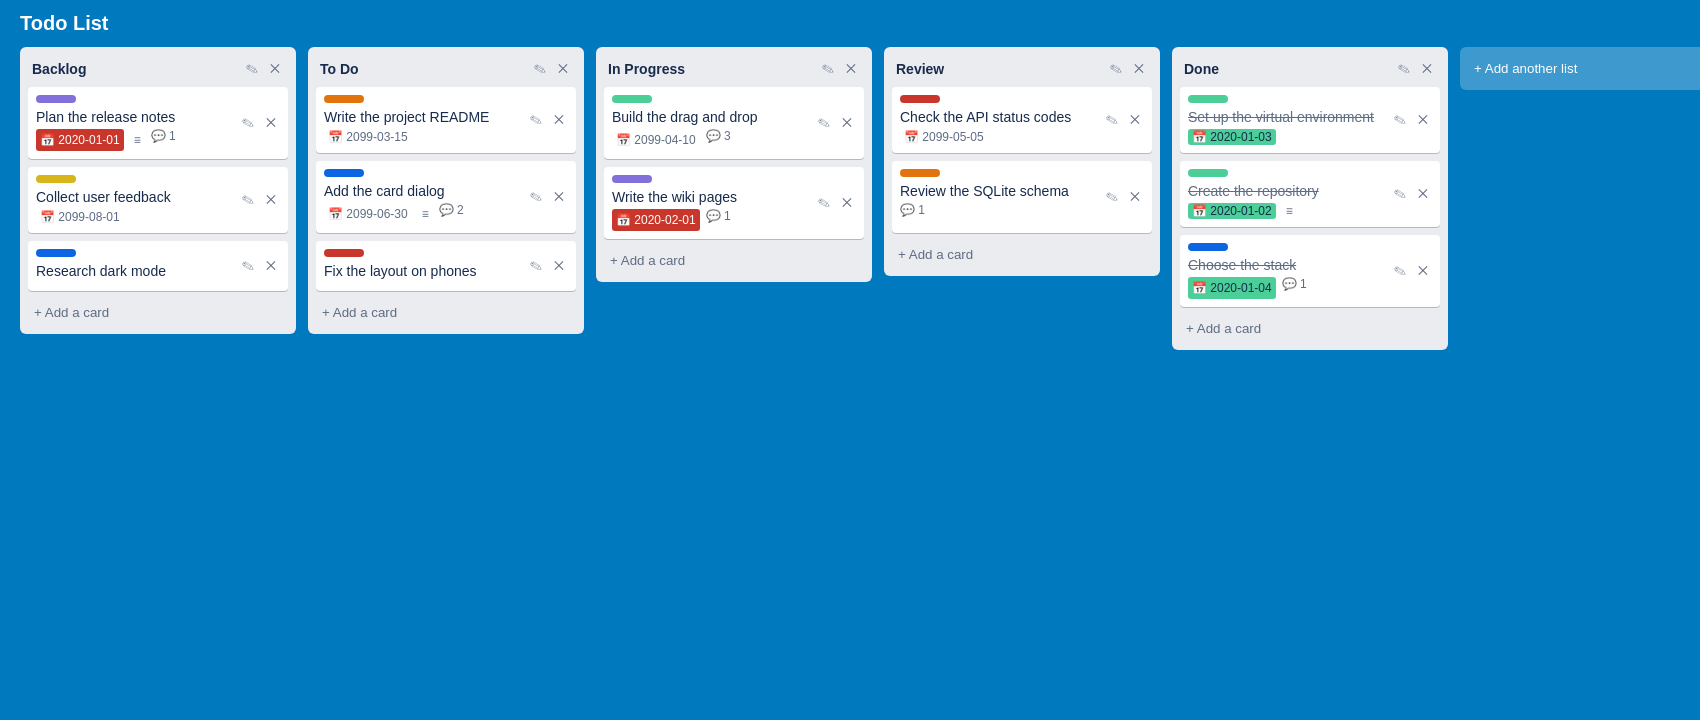 Todo List
Backlog
Plan the release notes
2020-01-01 1
Collect user feedback
2099-08-01
Research dark mode
+ Add a card
To Do
Write the project README
2099-03-15
Add the card dialog
2099-06-30 2
Fix the layout on phones
+ Add a card
In Progress
Build the drag and drop
2099-04-10 3
Write the wiki pages
2020-02-01 1
+ Add a card
Review
Check the API status codes
2099-05-05
Review the SQLite schema
1
+ Add a card
Done
Set up the virtual environment
2020-01-03
Create the repository
2020-01-02
Choose the stack
2020-01-04 1
+ Add a card
+ Add another list